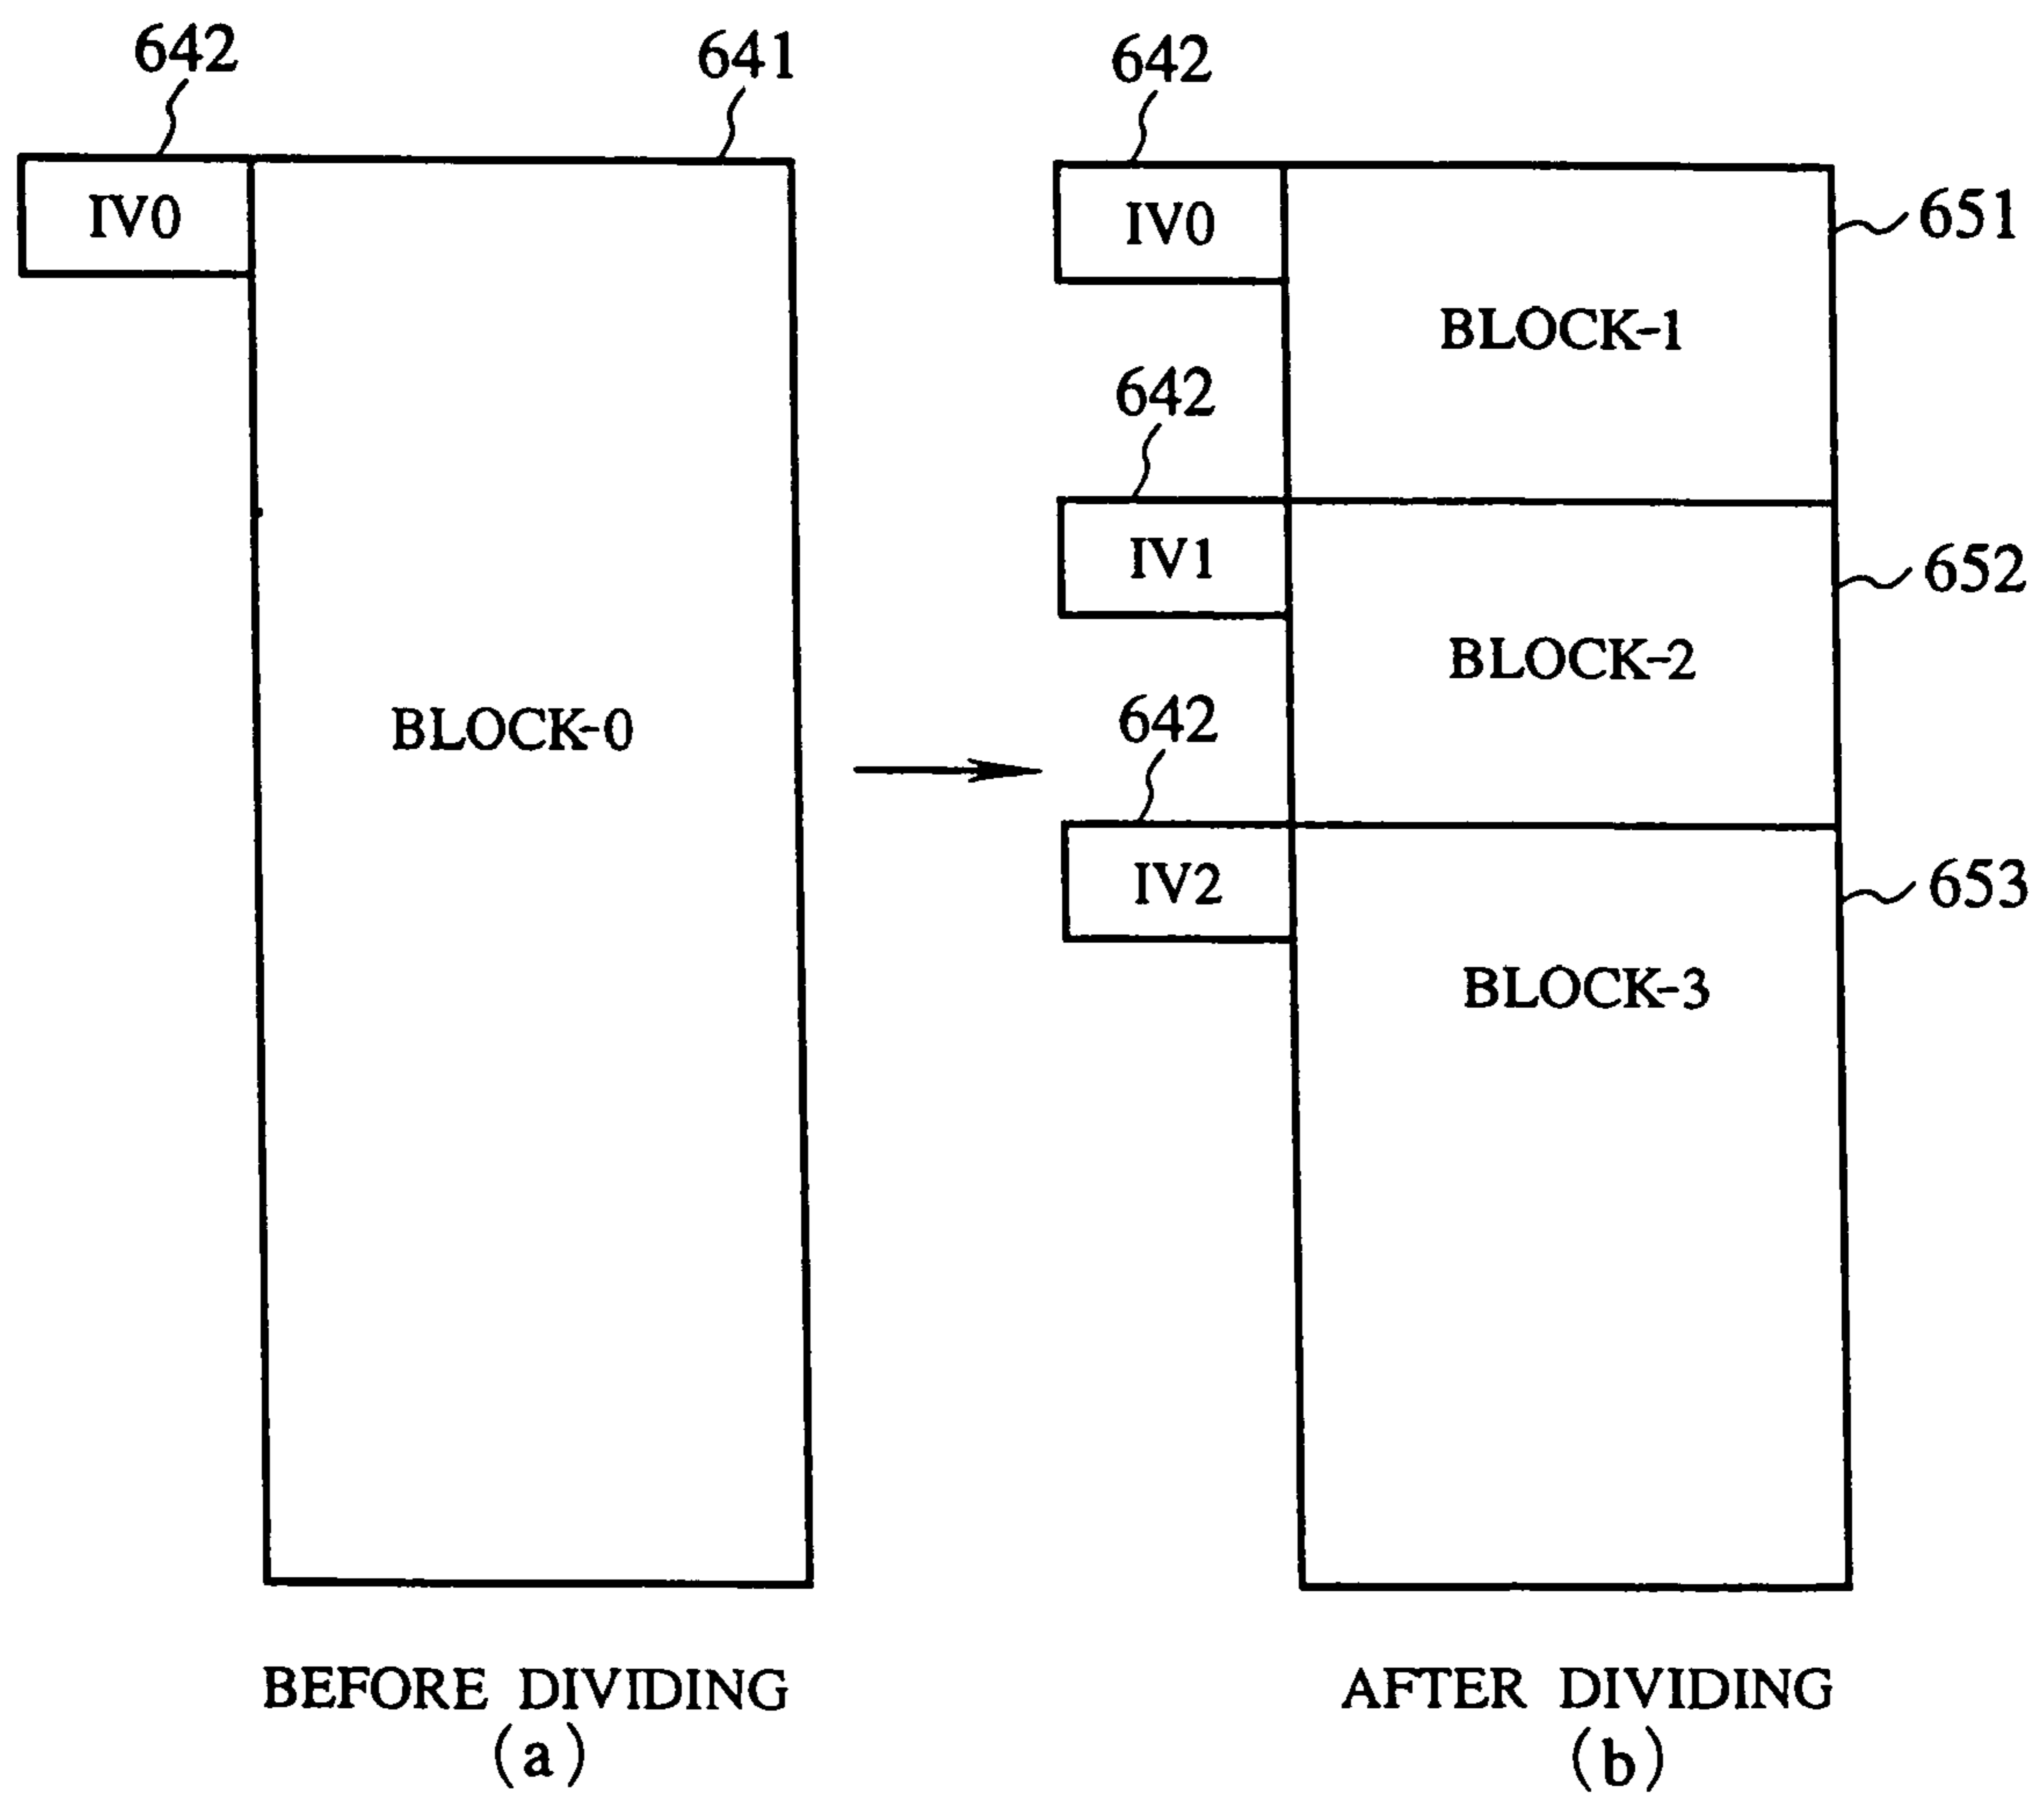 642
641
IV0
BLOCK-0
BEFORE DIVIDING
(a)
642
IV0
651
BLOCK-1
642
IV1
652
BLOCK-2
642
IV2
653
BLOCK-3
AFTER DIVIDING
(b)